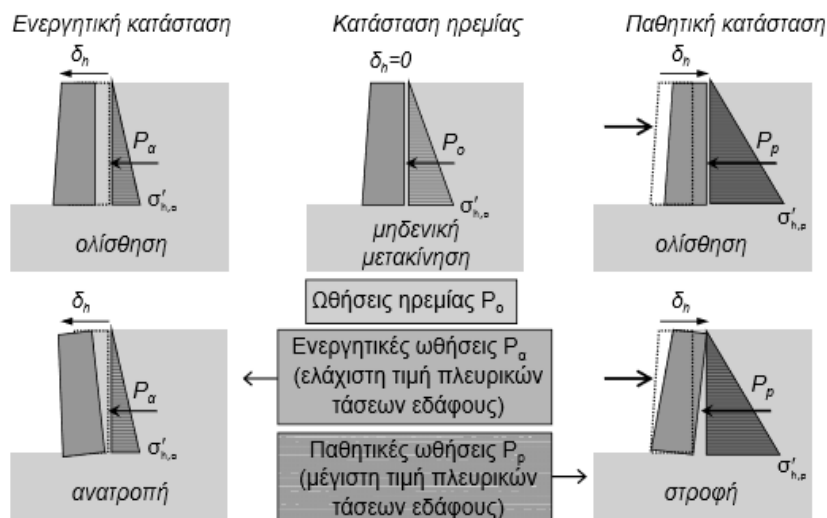 Ενεργητική κατάσταση
Κατάσταση ηρεμίας
Παθητική κατάσταση
δh
δh=0
δh
Pα
Po
Pp
σ′h,α
σ′h,ο
σ′h,p
ολίσθηση
μηδενική
μετακίνηση
ολίσθηση
Ωθήσεις ηρεμίας Po
δh
Ενεργητικές ωθήσεις Pα
(ελάχιστη τιμή πλευρικών
τάσεων εδάφους)
δh
Pα
Pp
σ′h,α
σ′h,p
Παθητικές ωθήσεις Pp
(μέγιστη τιμή πλευρικών
τάσεων εδάφους)
ανατροπή
στροφή